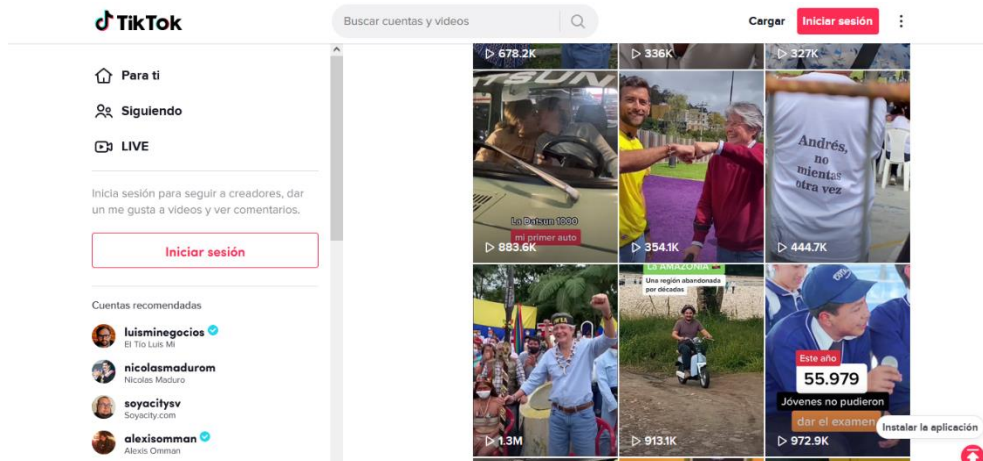 TikTok
Buscar cuentas y videos
Cargar
Iniciar sesión
Para ti
Siguiendo
LIVE
Inicia sesión para seguir a creadores, dar
un me gusta a videos y ver comentarios.
Iniciar sesión
Cuentas recomendadas
luisminegocios
El Tío Luis Mi
nicolasmadurom
Nicolas Maduro
soyacitysv
Soyacity.com
alexisomman
Alexis Omman
678.2K
336K
327K
La Datsun 1000
mi primer auto
883.6K
354.1K
Andrés,
no
mientas
otra vez
444.7K
1.3M
La AMAZONÍA
Una región abandonada
por décadas
913.1K
Este año
55.979
Jóvenes no pudieron
dar el examen
972.9K
Instalar la aplicación